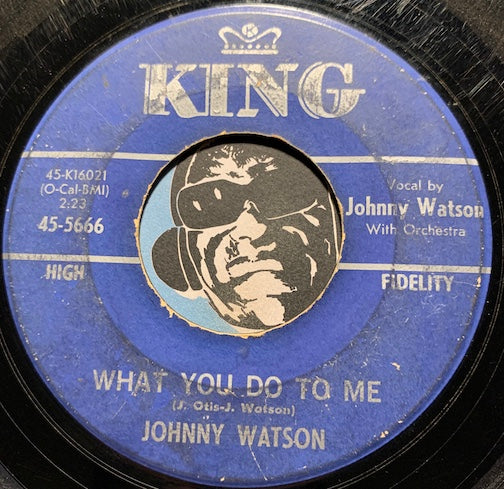 KING
45-K16021
(O-Cal-BMI)
2:23
45-5666
Vocal by
Johnny Watson
With Orchestra
HIGH
FIDELITY
WHAT YOU DO TO ME
(J. Otis-J. Watson)
JOHNNY WATSON